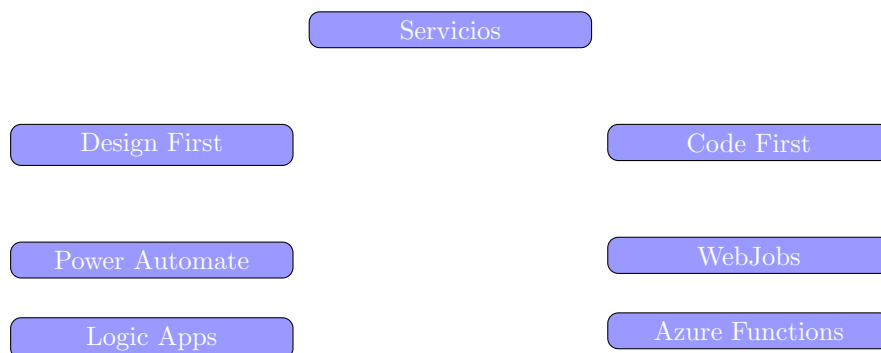 Servicios
Design First
Code First
Power Automate
WebJobs
Logic Apps
Azure Functions